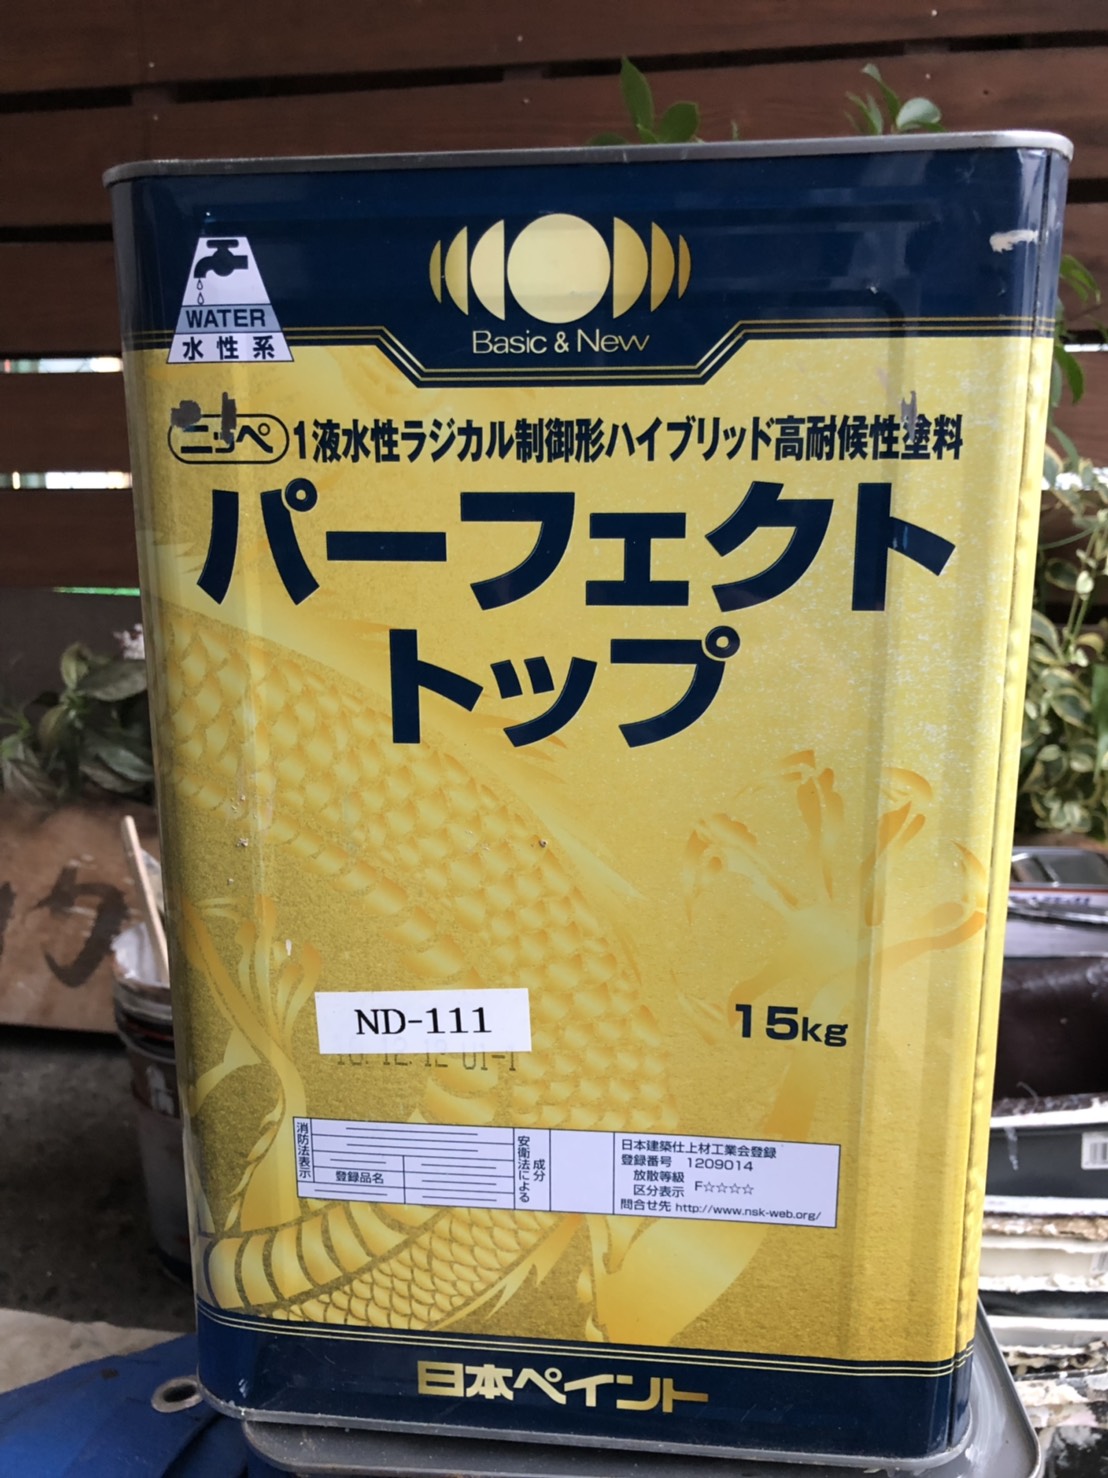 WATER
水性系
Basic & New
ニッペ 1液水性ラジカル制御形ハイブリッド高耐候性塗料
パーフェクト
トップ
ND-111
15kg
消防法表示
登録品名
安衛法による
成分
日本建築仕上材工業会登録
登録番号 1209014
放散等級
区分表示 F☆☆☆☆
問合せ先 http://www.nsk-web.org/
日本ペイント